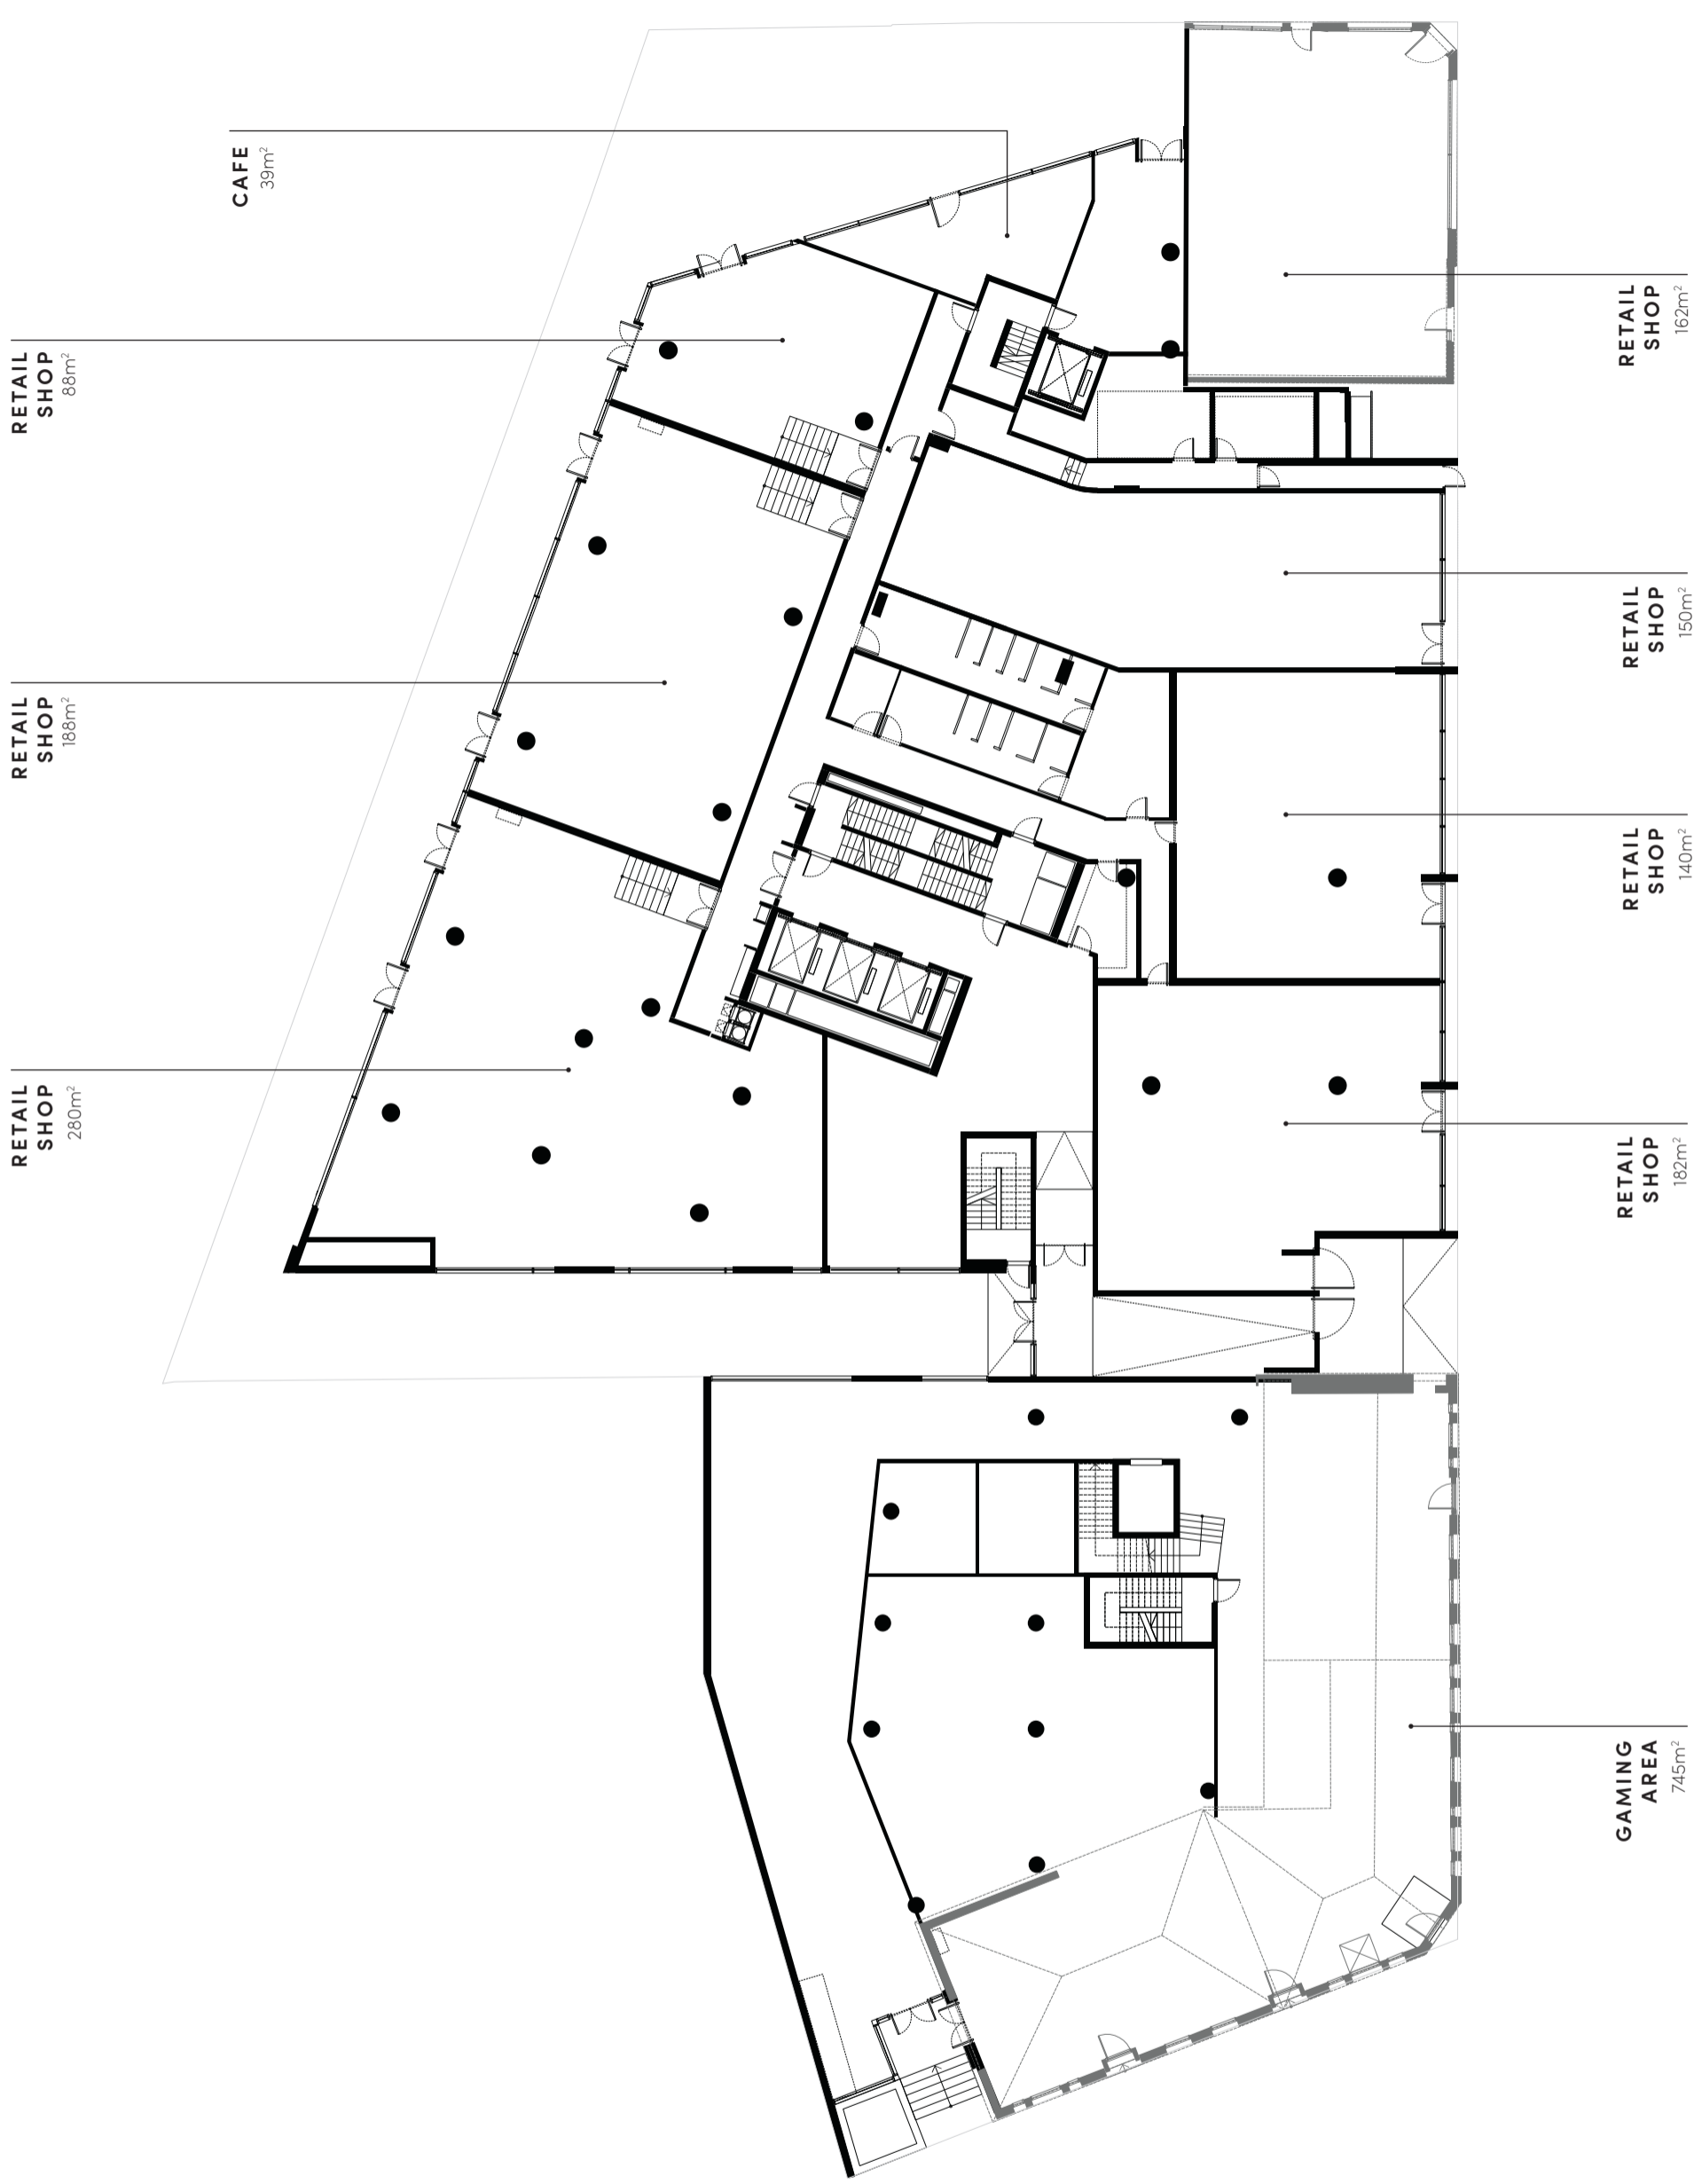 CAFE
39m²
RETAIL
SHOP
88m²
RETAIL
SHOP
188m²
RETAIL
SHOP
280m²
RETAIL
SHOP
162m²
RETAIL
SHOP
150m²
RETAIL
SHOP
140m²
RETAIL
SHOP
182m²
GAMING
AREA
745m²